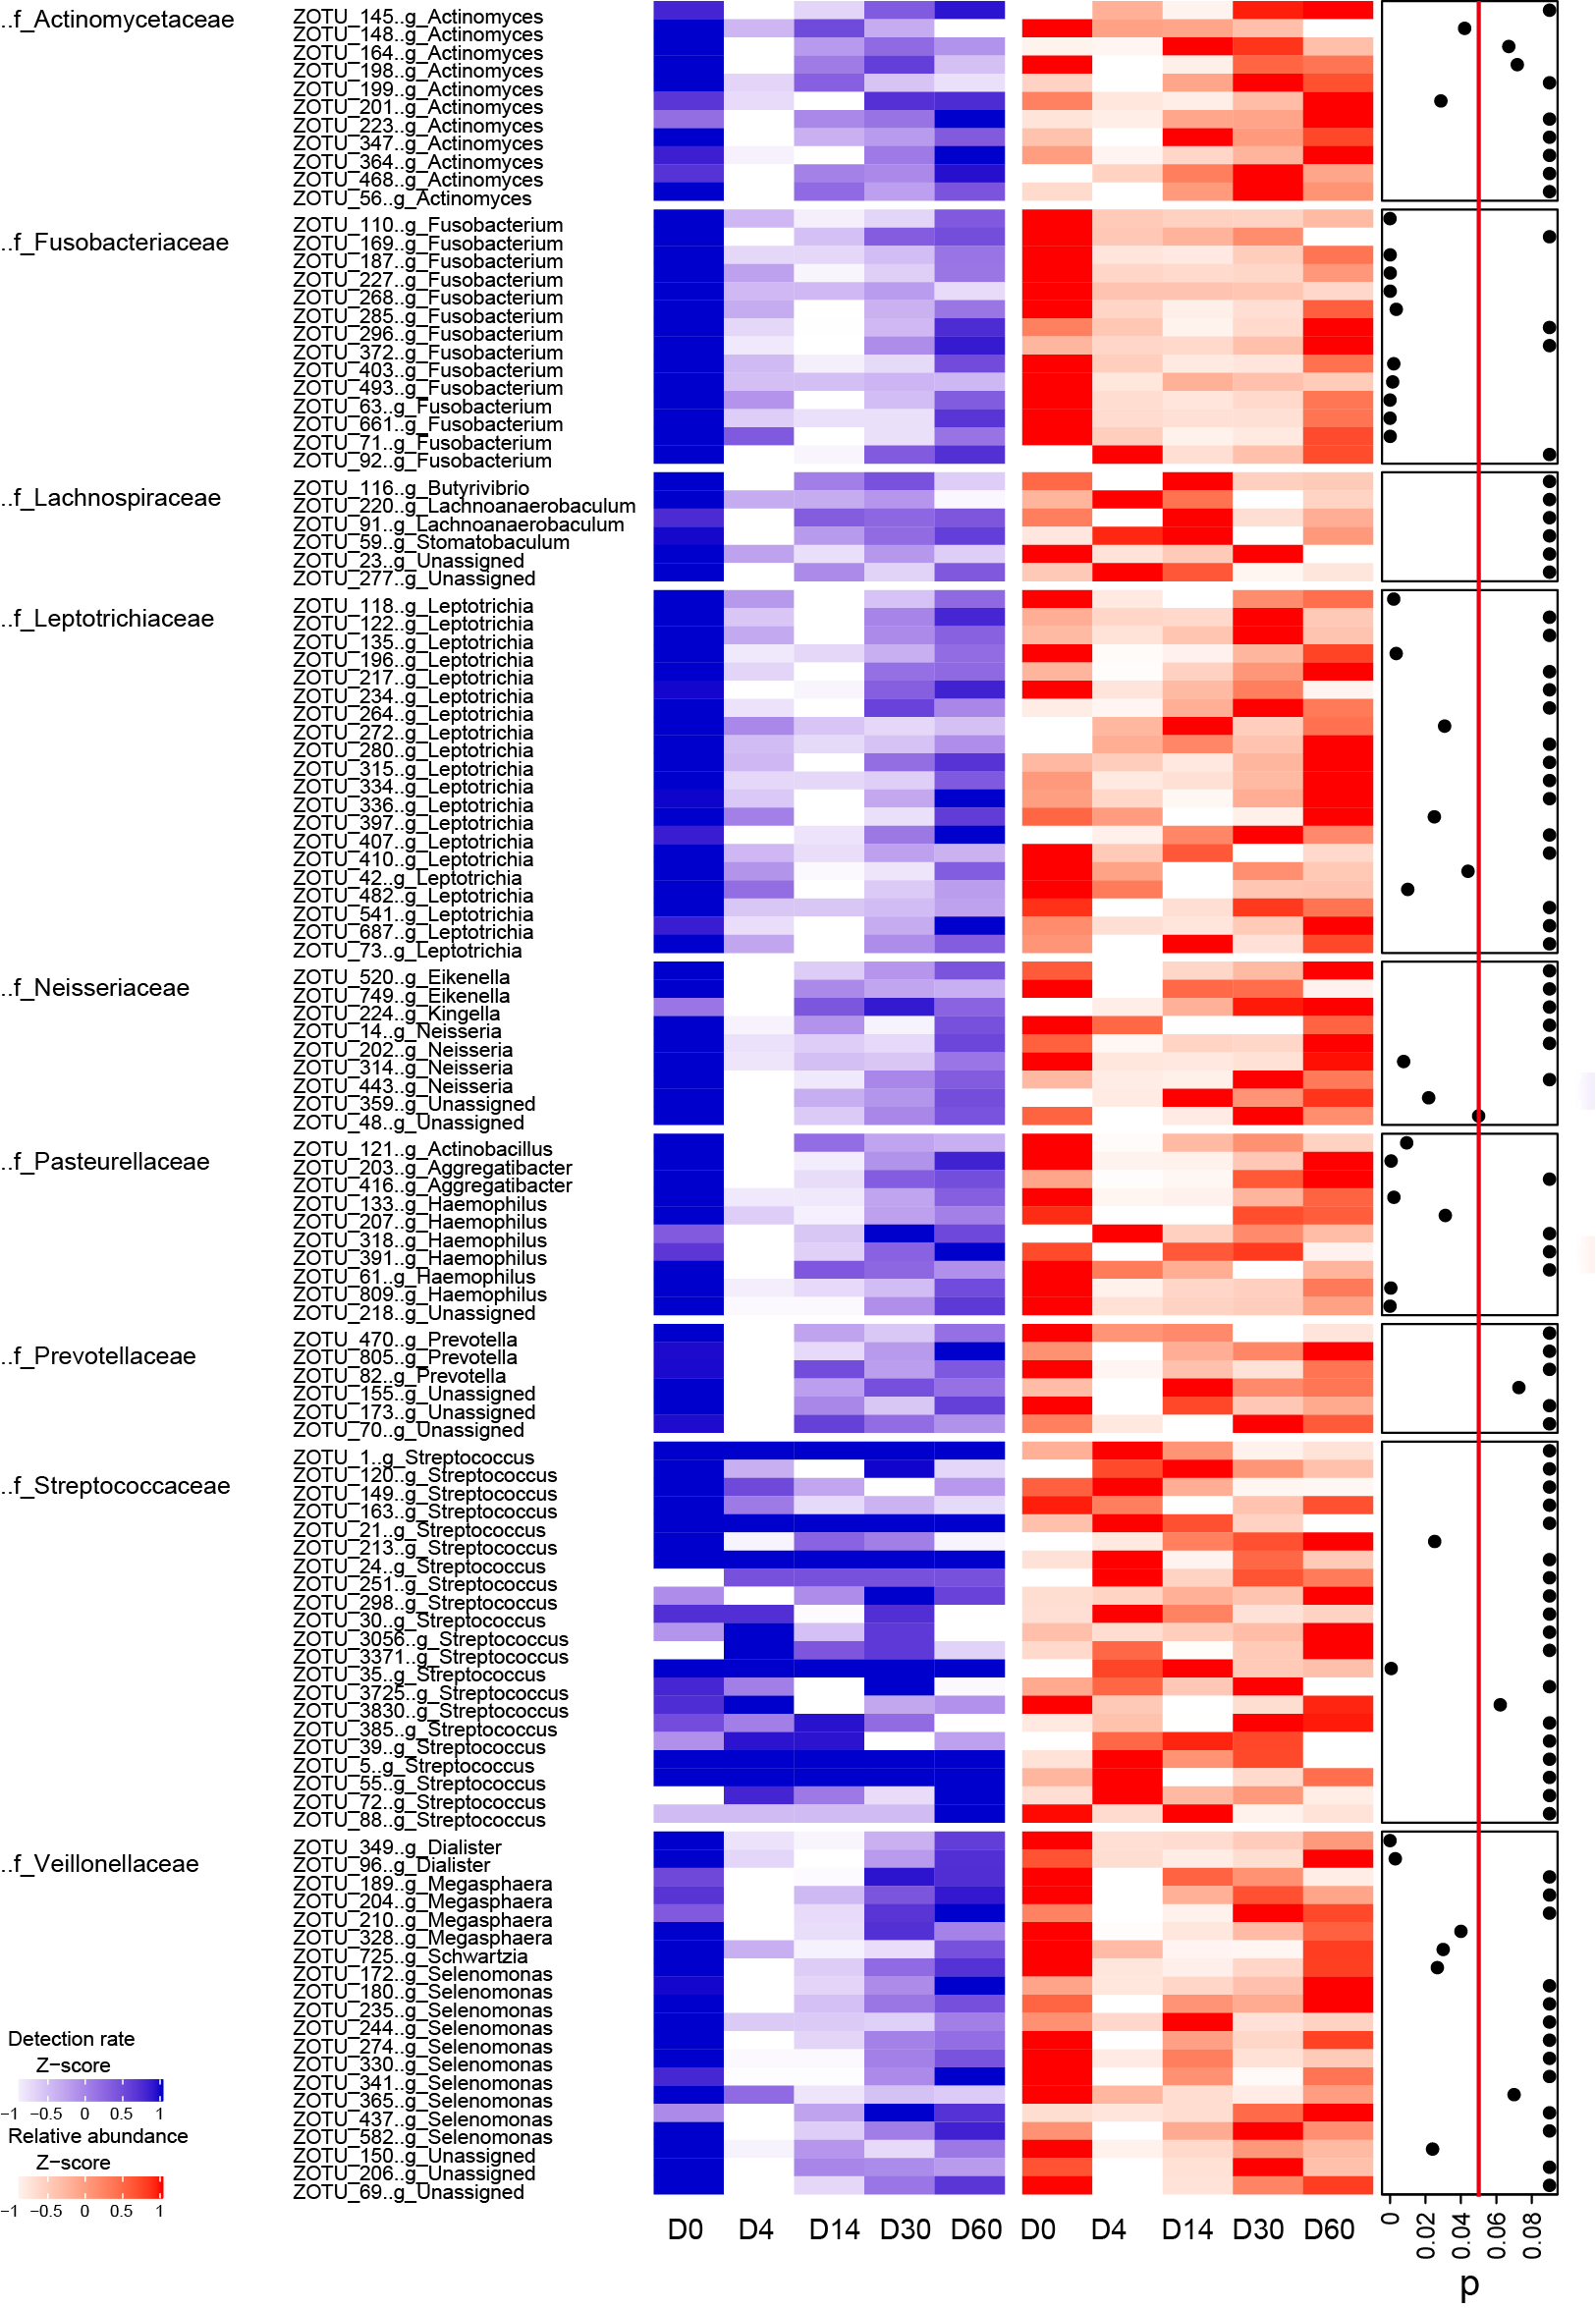 ..f_Actinomycetaceae
ZOTU_145..g_Actinomyces
ZOTU_148..g_Actinomyces
ZOTU_164..g_Actinomyces
ZOTU_198..g_Actinomyces
ZOTU_199..g_Actinomyces
ZOTU_201..g_Actinomyces
ZOTU_223..g_Actinomyces
ZOTU_347..g_Actinomyces
ZOTU_364..g_Actinomyces
ZOTU_468..g_Actinomyces
ZOTU_56..g_Actinomyces
..f_Fusobacteriaceae
ZOTU_110..g_Fusobacterium
ZOTU_169..g_Fusobacterium
ZOTU_187..g_Fusobacterium
ZOTU_227..g_Fusobacterium
ZOTU_268..g_Fusobacterium
ZOTU_285..g_Fusobacterium
ZOTU_296..g_Fusobacterium
ZOTU_372..g_Fusobacterium
ZOTU_403..g_Fusobacterium
ZOTU_493..g_Fusobacterium
ZOTU_63..g_Fusobacterium
ZOTU_661..g_Fusobacterium
ZOTU_71..g_Fusobacterium
ZOTU_92..g_Fusobacterium
..f_Lachnospiraceae
ZOTU_116..g_Butyrivibrio
ZOTU_220..g_Lachnoanaerobaculum
ZOTU_91..g_Lachnoanaerobaculum
ZOTU_59..g_Stomatobaculum
ZOTU_23..g_Unassigned
ZOTU_277..g_Unassigned
..f_Leptotrichiaceae
ZOTU_118..g_Leptotrichia
ZOTU_122..g_Leptotrichia
ZOTU_135..g_Leptotrichia
ZOTU_196..g_Leptotrichia
ZOTU_217..g_Leptotrichia
ZOTU_234..g_Leptotrichia
ZOTU_264..g_Leptotrichia
ZOTU_272..g_Leptotrichia
ZOTU_280..g_Leptotrichia
ZOTU_315..g_Leptotrichia
ZOTU_334..g_Leptotrichia
ZOTU_336..g_Leptotrichia
ZOTU_397..g_Leptotrichia
ZOTU_407..g_Leptotrichia
ZOTU_410..g_Leptotrichia
ZOTU_42..g_Leptotrichia
ZOTU_482..g_Leptotrichia
ZOTU_541..g_Leptotrichia
ZOTU_687..g_Leptotrichia
ZOTU_73..g_Leptotrichia
..f_Neisseriaceae
ZOTU_520..g_Eikenella
ZOTU_749..g_Eikenella
ZOTU_224..g_Kingella
ZOTU_14..g_Neisseria
ZOTU_202..g_Neisseria
ZOTU_314..g_Neisseria
ZOTU_443..g_Neisseria
ZOTU_359..g_Unassigned
ZOTU_48..g_Unassigned
..f_Pasteurellaceae
ZOTU_121..g_Actinobacillus
ZOTU_203..g_Aggregatibacter
ZOTU_416..g_Aggregatibacter
ZOTU_133..g_Haemophilus
ZOTU_207..g_Haemophilus
ZOTU_318..g_Haemophilus
ZOTU_391..g_Haemophilus
ZOTU_61..g_Haemophilus
ZOTU_809..g_Haemophilus
ZOTU_218..g_Unassigned
..f_Prevotellaceae
ZOTU_470..g_Prevotella
ZOTU_805..g_Prevotella
ZOTU_82..g_Prevotella
ZOTU_155..g_Unassigned
ZOTU_173..g_Unassigned
ZOTU_70..g_Unassigned
..f_Streptococcaceae
ZOTU_1..g_Streptococcus
ZOTU_120..g_Streptococcus
ZOTU_149..g_Streptococcus
ZOTU_163..g_Streptococcus
ZOTU_21..g_Streptococcus
ZOTU_213..g_Streptococcus
ZOTU_24..g_Streptococcus
ZOTU_251..g_Streptococcus
ZOTU_298..g_Streptococcus
ZOTU_30..g_Streptococcus
ZOTU_3056..g_Streptococcus
ZOTU_3371..g_Streptococcus
ZOTU_35..g_Streptococcus
ZOTU_3725..g_Streptococcus
ZOTU_3830..g_Streptococcus
ZOTU_385..g_Streptococcus
ZOTU_39..g_Streptococcus
ZOTU_5..g_Streptococcus
ZOTU_55..g_Streptococcus
ZOTU_72..g_Streptococcus
ZOTU_88..g_Streptococcus
..f_Veillonellaceae
ZOTU_349..g_Dialister
ZOTU_96..g_Dialister
ZOTU_189..g_Megasphaera
ZOTU_204..g_Megasphaera
ZOTU_210..g_Megasphaera
ZOTU_328..g_Megasphaera
ZOTU_725..g_Schwartzia
ZOTU_172..g_Selenomonas
ZOTU_180..g_Selenomonas
ZOTU_235..g_Selenomonas
ZOTU_244..g_Selenomonas
ZOTU_274..g_Selenomonas
ZOTU_330..g_Selenomonas
ZOTU_341..g_Selenomonas
ZOTU_365..g_Selenomonas
ZOTU_437..g_Selenomonas
ZOTU_582..g_Selenomonas
ZOTU_150..g_Unassigned
ZOTU_206..g_Unassigned
ZOTU_69..g_Unassigned
Detection rate
Z−score
−1 −0.5 0 0.5 1
Relative abundance
Z−score
−1 −0.5 0 0.5 1
D0 D4 D14 D30 D60 D0 D4 D14 D30 D60
0 0.02 0.04 0.06 0.08
p